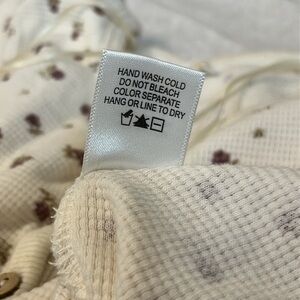 HAND WASH COLD
DO NOT BLEACH
COLOR SEPARATE
HANG OR LINE TO DRY